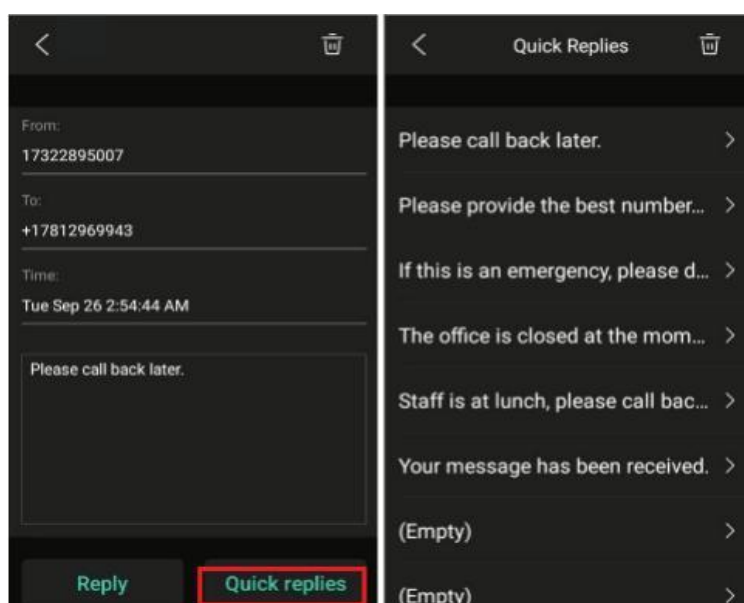 From:
17322895007
To:
+17812969943
Time:
Tue Sep 26 2:54:44 AM
Please call back later.
Reply
Quick replies
Quick Replies
Please call back later.
Please provide the best number...
If this is an emergency, please d...
The office is closed at the mom...
Staff is at lunch, please call bac...
Your message has been received.
(Empty)
(Empty)